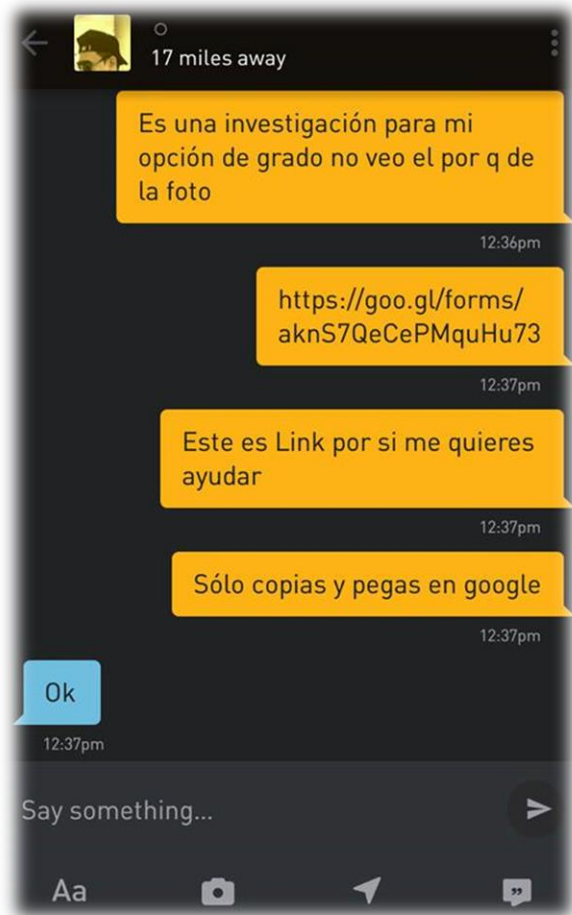 17 miles away
Es una investigación para mi
opción de grado no veo el por q de
la foto
12:36pm
https://goo.gl/forms/
aknS7QeCePMquHu73
12:37pm
Este es Link por si me quieres
ayudar
12:37pm
Sólo copias y pegas en google
12:37pm
Ok
12:37pm
Say something...
Aa